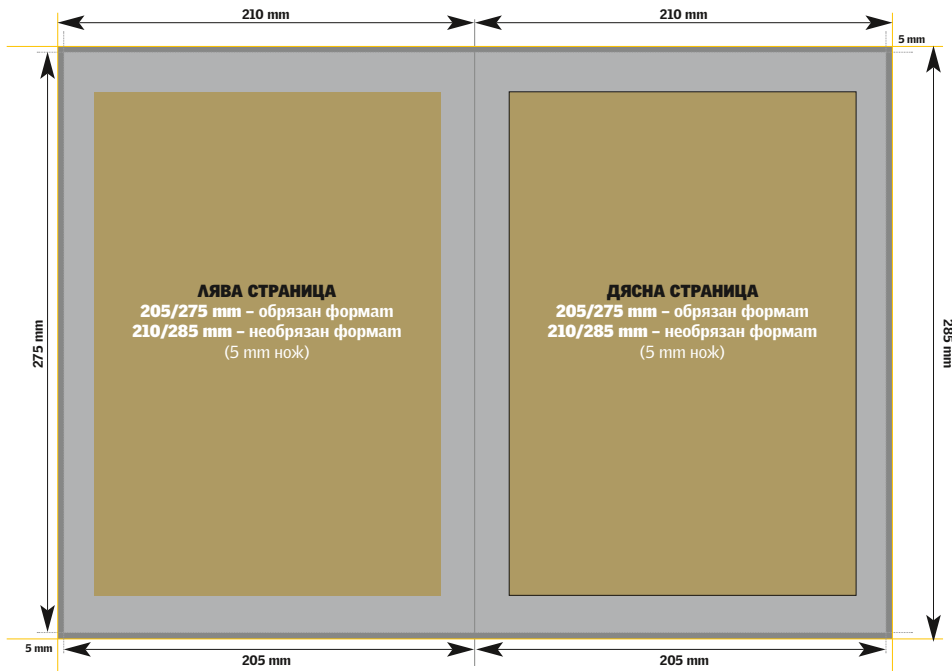 210 mm
210 mm
5 mm
275 mm
285 mm
ЛЯВА СТРАНИЦА
205/275 mm – обрязан формат
210/285 mm – необрязан формат
(5 mm нож)
ДЯСНА СТРАНИЦА
205/275 mm – обрязан формат
210/285 mm – необрязан формат
(5 mm нож)
5 mm
205 mm
205 mm